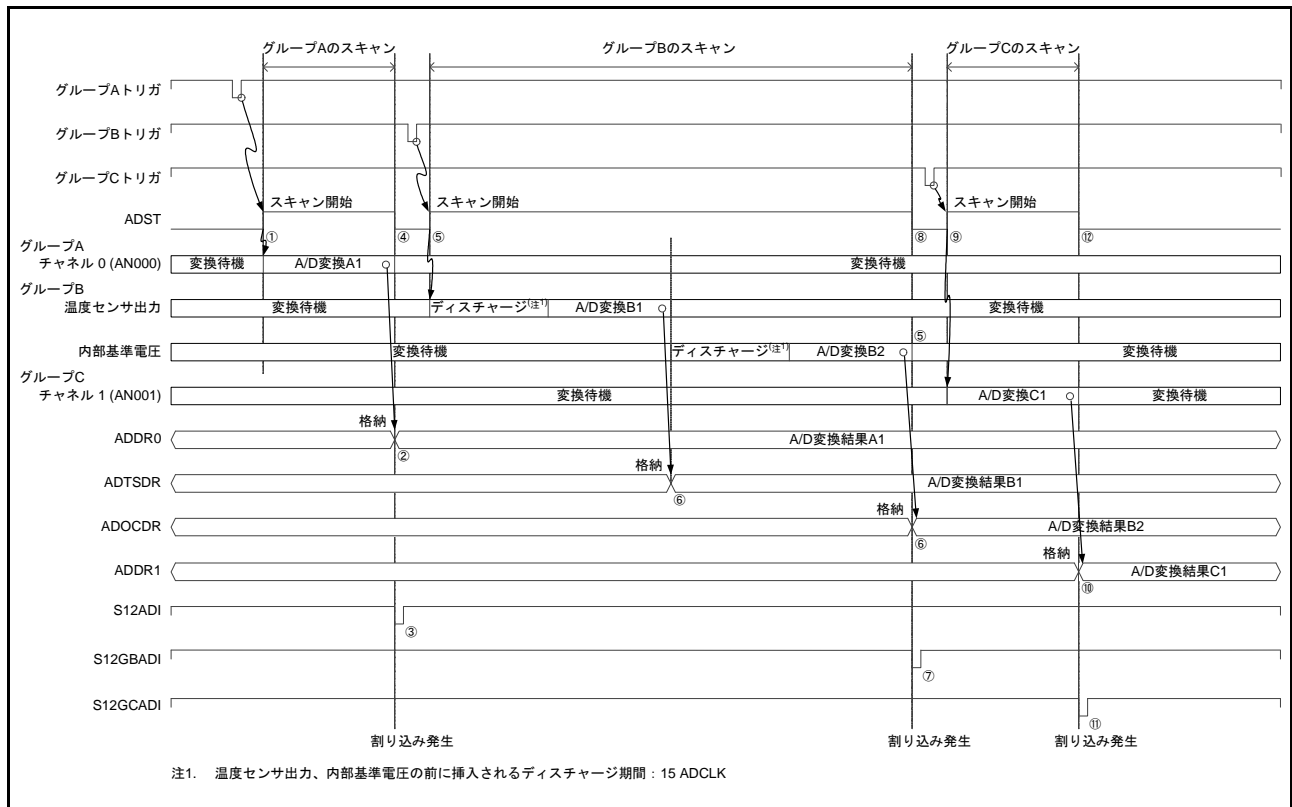 グループAのスキャン グループBのスキャン グループCのスキャン
グループAトリガ
グループBトリガ
グループCトリガ
スキャン開始 スキャン開始 スキャン開始
ADST
① ④ ⑤ ⑧ ⑨ ⑫
グループA
チャネル 0 (AN000) 変換待機 A/D変換A1 変換待機
グループB
温度センサ出力 変換待機 ディスチャージ(注1) A/D変換B1 変換待機
⑤
内部基準電圧 変換待機 ディスチャージ(注1) A/D変換B2 変換待機
グループC
チャネル 1 (AN001) 変換待機 A/D変換C1 変換待機
格納
ADDR0 A/D変換結果A1
②
格納
ADTSDR A/D変換結果B1
⑥
格納
ADOCDR A/D変換結果B2
⑥
格納
ADDR1 A/D変換結果C1
⑩
S12ADI
③
S12GBADI
⑦
S12GCADI
⑪
割り込み発生 割り込み発生 割り込み発生
注1. 温度センサ出力、内部基準電圧の前に挿入されるディスチャージ期間：15 ADCLK